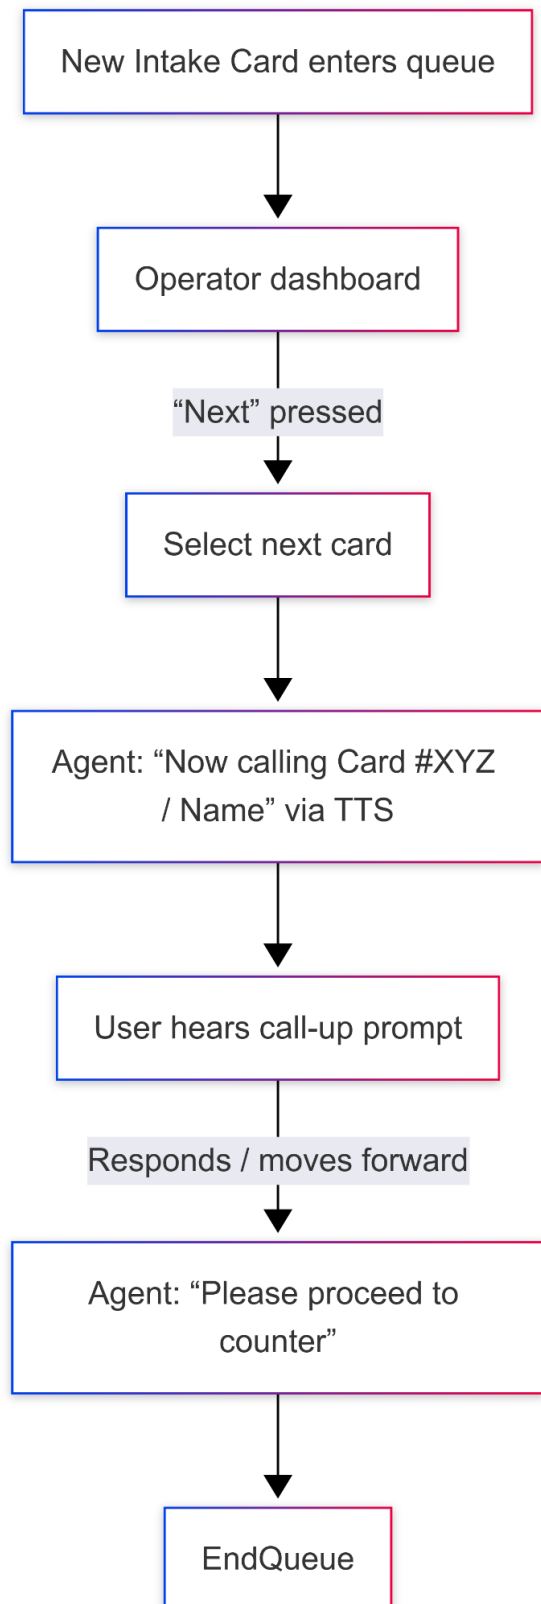 New Intake Card enters queue
Operator dashboard
“Next” pressed
Select next card
Agent: “Now calling Card #XYZ
/ Name” via TTS
User hears call-up prompt
Responds / moves forward
Agent: “Please proceed to
counter”
EndQueue